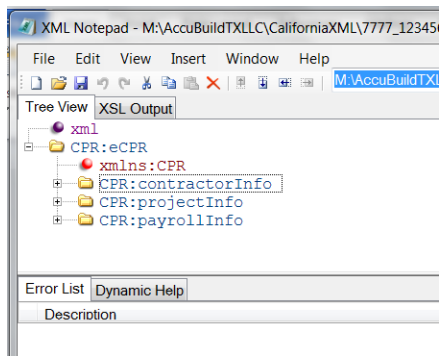 XML Notepad - M:\AccuBuildTXLLC\CaliforniaXML\7777_123456
File Edit View Insert Window Help
M:\AccuBuildTXL
Tree View XSL Output
xml
CPR:eCPR
xmlns:CPR
CPR:contractorInfo
CPR:projectInfo
CPR:payrollInfo
Error List Dynamic Help
Description